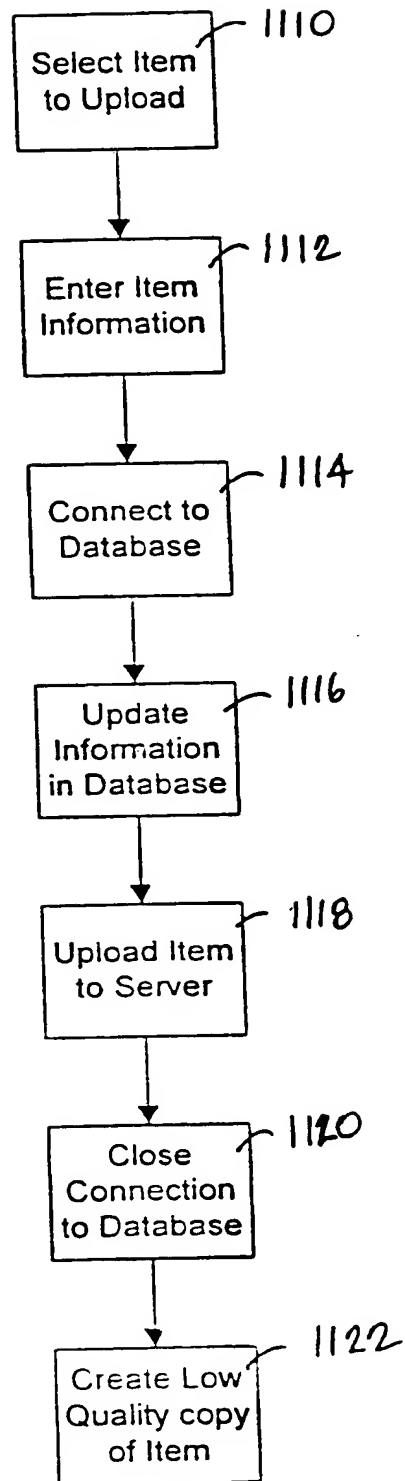 1110
Select Item
to Upload
1112
Enter Item
Information
1114
Connect to
Database
1116
Update
Information
in Database
1118
Upload Item
to Server
1120
Close
Connection
to Database
1122
Create Low
Quality copy
of Item